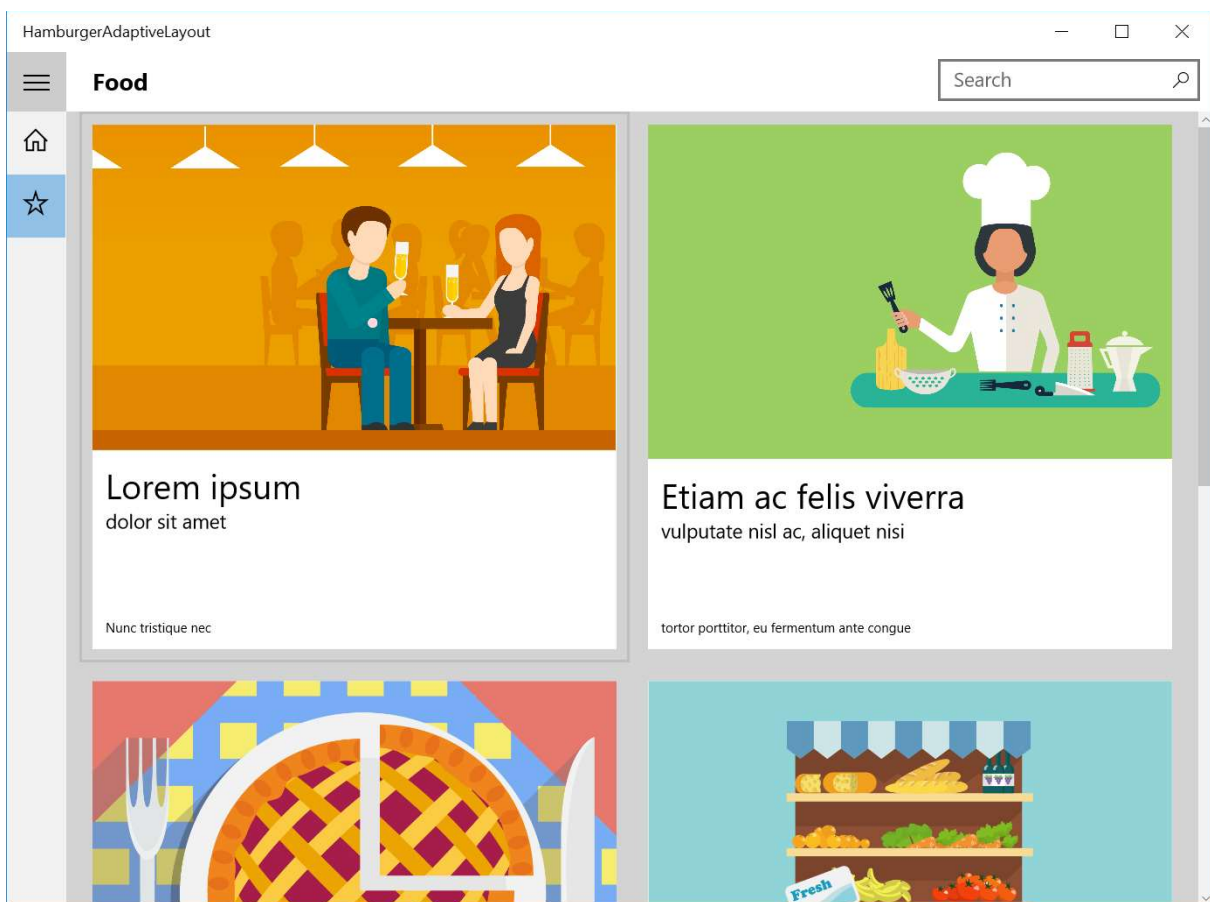 HamburgerAdaptiveLayout
Food
Search
Lorem ipsum
dolor sit amet
Nunc tristique nec
Etiam ac felis viverra
vulputate nisl ac, aliquet nisi
tortor porttitor, eu fermentum ante congue
Fresh